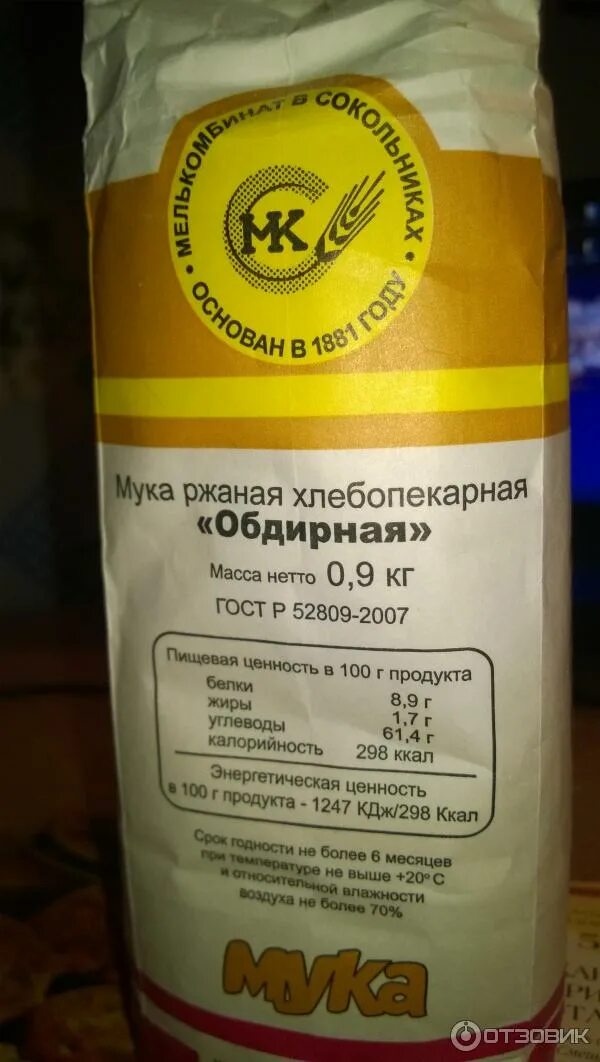 МЕЛЬКОМБИНАТ В СОКОЛЬНИКАХ
МК
• ОСНОВАН В 1881 ГОДУ •
Мука ржаная хлебопекарная
«Обдирная»
Масса нетто 0,9 кг
ГОСТ Р 52809-2007
Пищевая ценность в 100 г продукта
белки 8,9 г
жиры 1,7 г
углеводы 61,4 г
калорийность 298 ккал
Энергетическая ценность
в 100 г продукта - 1247 КДж/298 Ккал
Срок годности не более 6 месяцев
при температуре не выше +20° С
и относительной влажности
воздуха не более 70%
мука
ОТЗОВИК